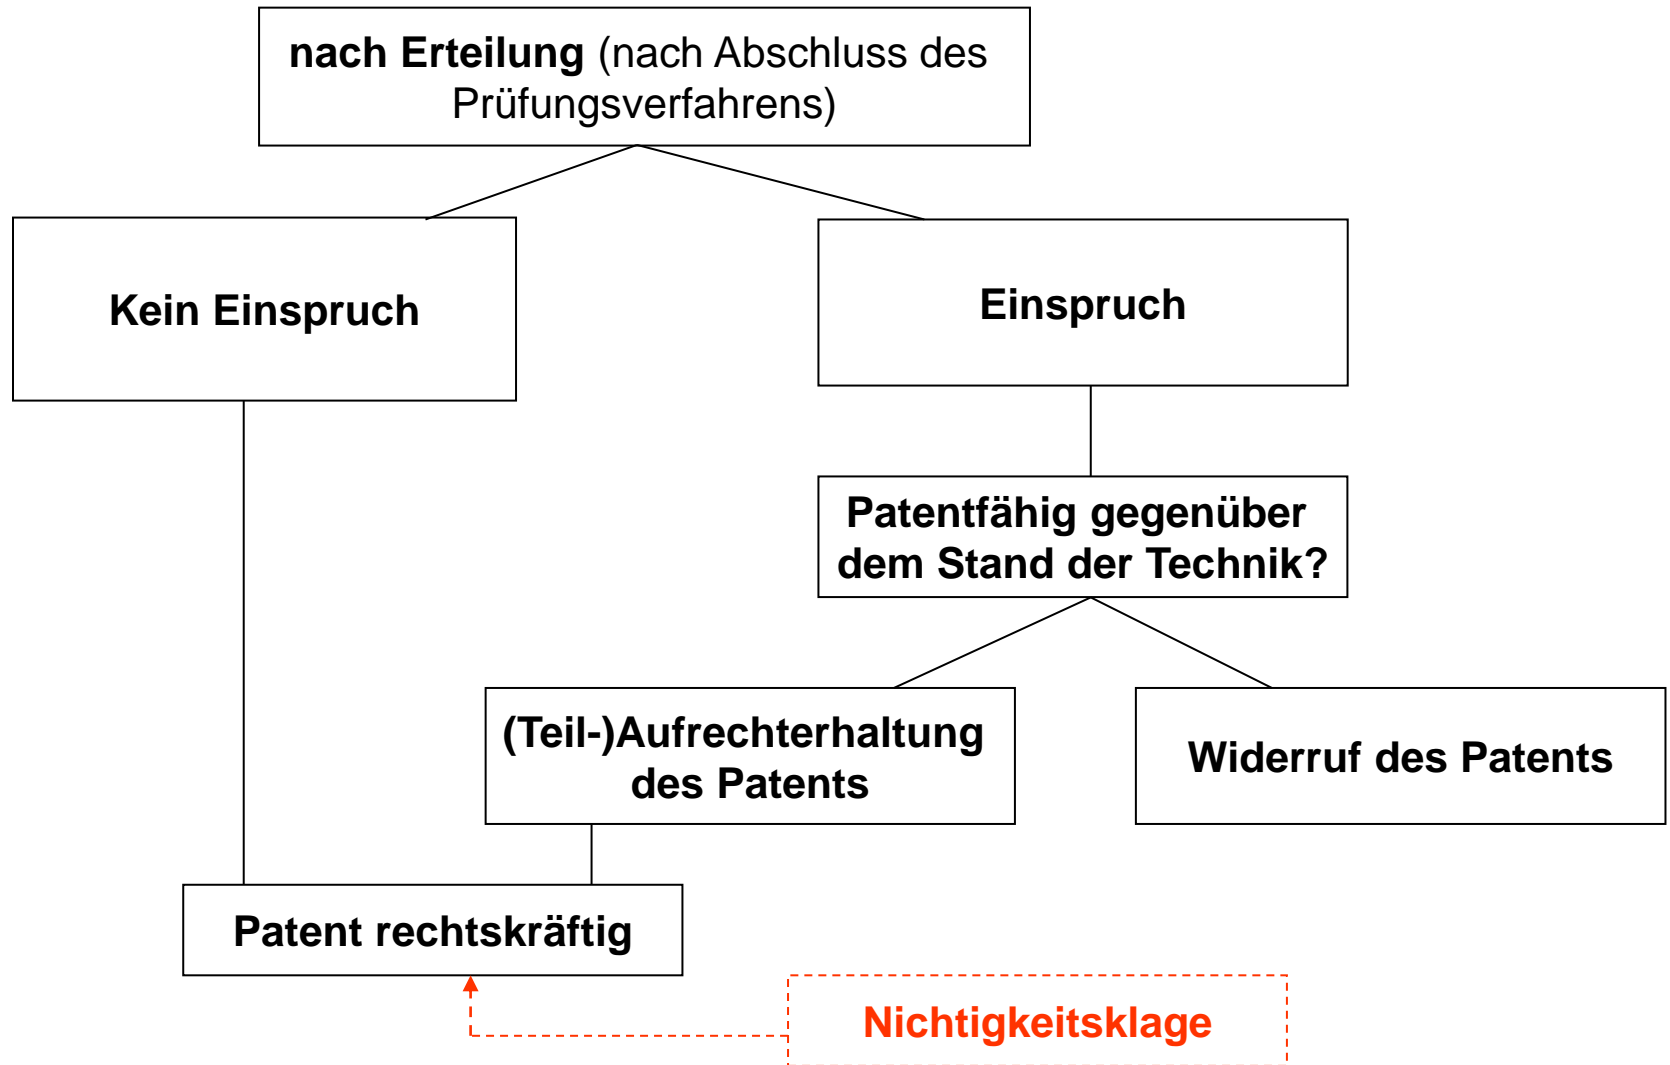 nach Erteilung (nach Abschluss des
Prüfungsverfahrens)
Kein Einspruch
Einspruch
Patentfähig gegenüber
dem Stand der Technik?
(Teil-)Aufrechterhaltung
des Patents
Widerruf des Patents
Patent rechtskräftig
Nichtigkeitsklage